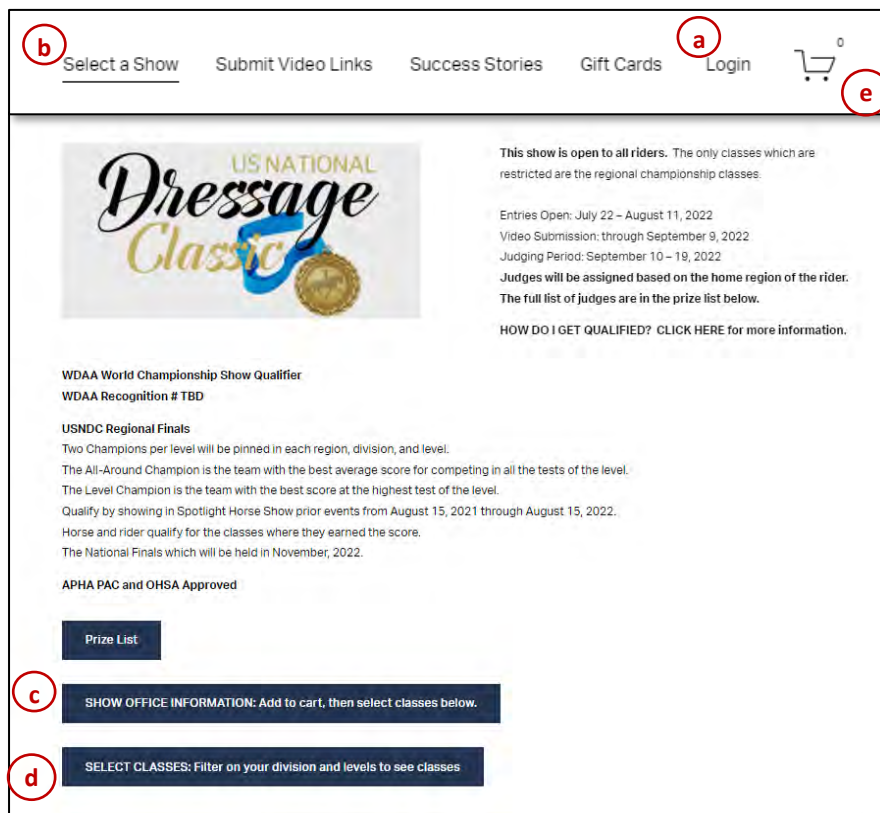 b
Select a Show
Submit Video Links
Success Stories
Gift Cards
a
Login
0
e
US NATIONAL
Dressage
Classic
This show is open to all riders. The only classes which are
restricted are the regional championship classes.
Entries Open: July 22 – August 11, 2022
Video Submission: through September 9, 2022
Judging Period: September 10 – 19, 2022
Judges will be assigned based on the home region of the rider.
The full list of judges are in the prize list below.
HOW DO I GET QUALIFIED? CLICK HERE for more information.
WDAA World Championship Show Qualifier
WDAA Recognition # TBD
USNDC Regional Finals
Two Champions per level will be pinned in each region, division, and level.
The All-Around Champion is the team with the best average score for competing in all the tests of the level.
The Level Champion is the team with the best score at the highest test of the level.
Qualify by showing in Spotlight Horse Show prior events from August 15, 2021 through August 15, 2022.
Horse and rider qualify for the classes where they earned the score.
The National Finals which will be held in November, 2022.
APHA PAC and OHSA Approved
Prize List
c
SHOW OFFICE INFORMATION: Add to cart, then select classes below.
d
SELECT CLASSES: Filter on your division and levels to see classes